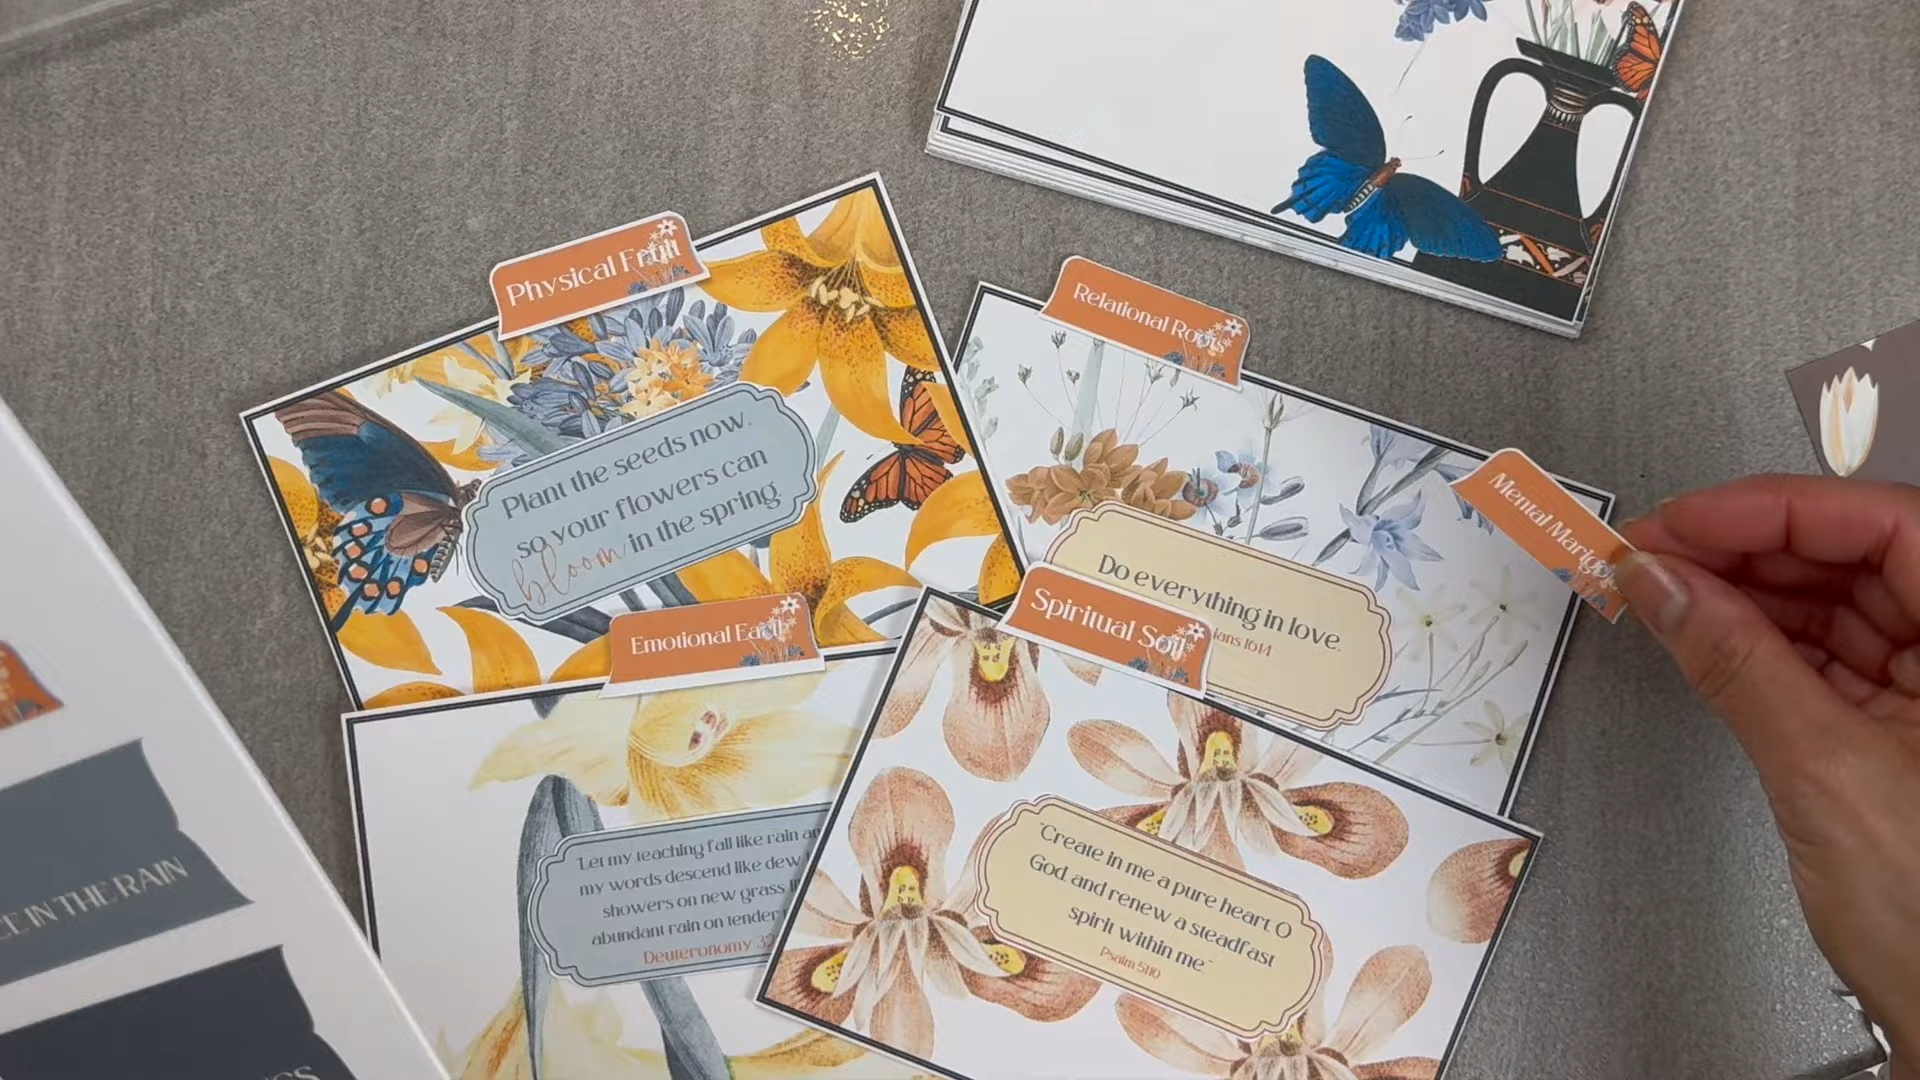 Physical Fruit
Plant the seeds now,
so your flowers can
bloom in the spring.
Relational Roots
Do everything in love.
16:14
Mental
Emotional Earth
"Let my teaching fall like rain
my words descend like dew
showers on new grass
abundant rain on tender
Deuteronomy
Spiritual Soil
"Create in me a pure heart, O
God, and renew a steadfast
spirit within me."
Psalm 51:10
IN THE RAIN